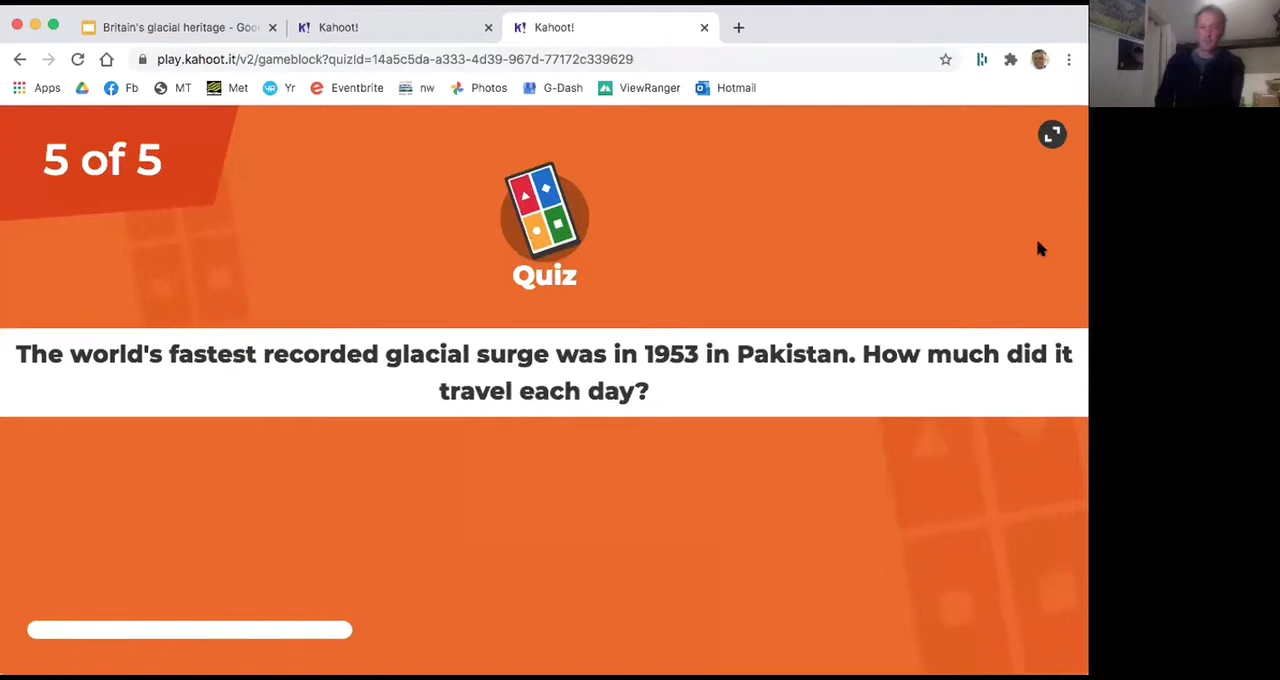 Britain's glacial heritage - Goo
Kahoot!
Kahoot!
play.kahoot.it/v2/gameblock?quizId=14a5c5da-a333-4d39-967d-77172c339629
Apps Fb MT Met Yr Eventbrite nw Photos G-Dash ViewRanger Hotmail
5 of 5
Quiz
The world's fastest recorded glacial surge was in 1953 in Pakistan. How much did it
travel each day?